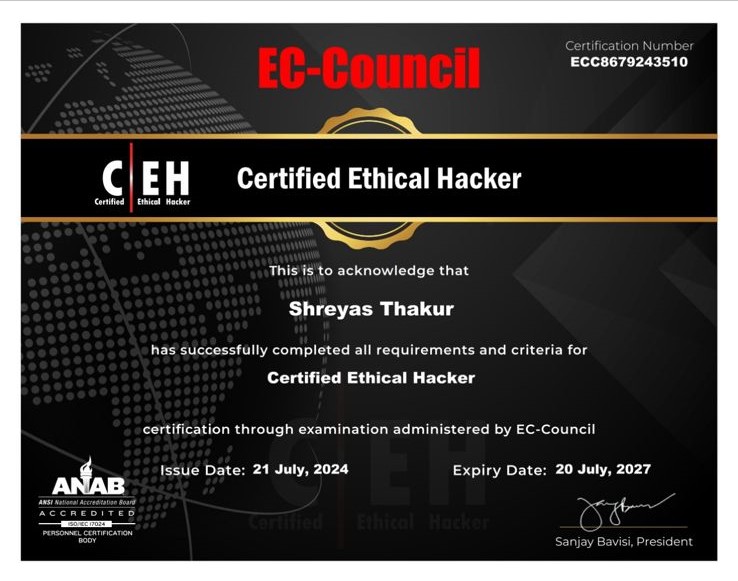 EC-Council
Certification Number
ECC8679243510
C EH
Certified Ethical Hacker
Certified Ethical Hacker
This is to acknowledge that
Shreyas Thakur
has successfully completed all requirements and criteria for
Certified Ethical Hacker
certification through examination administered by EC-Council
Issue Date: 21 July, 2024 Expiry Date: 20 July, 2027
CEH
Certified Ethical Hacker
ANAB
ANSI National Accreditation Board
ACCREDITED
ISO/IEC 17024
PERSONNEL CERTIFICATION
BODY
Sanjay Bavisi, President